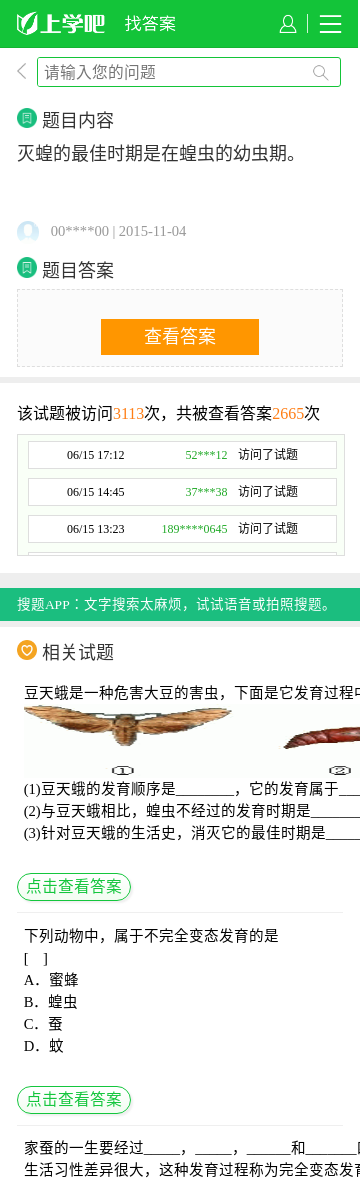 上学吧 找答案
请输入您的问题
题目内容
灭蝗的最佳时期是在蝗虫的幼虫期。
00****00 | 2015-11-04
题目答案
查看答案
该试题被访问3113次，共被查看答案2665次
06/15 17:12 52***12 访问了试题
06/15 14:45 37***38 访问了试题
06/15 13:23 189****0645 访问了试题
搜题APP：文字搜索太麻烦，试试语音或拍照搜题。
相关试题
豆天蛾是一种危害大豆的害虫，下面是它发育过程中
① ②
(1)豆天蛾的发育顺序是________，它的发育属于___
(2)与豆天蛾相比，蝗虫不经过的发育时期是_______
(3)针对豆天蛾的生活史，消灭它的最佳时期是_____
点击查看答案
下列动物中，属于不完全变态发育的是
[ ]
A．蜜蜂
B．蝗虫
C．蚕
D．蚊
点击查看答案
家蚕的一生要经过_____，_____，______和_______
生活习性差异很大，这种发育过程称为完全变态发育